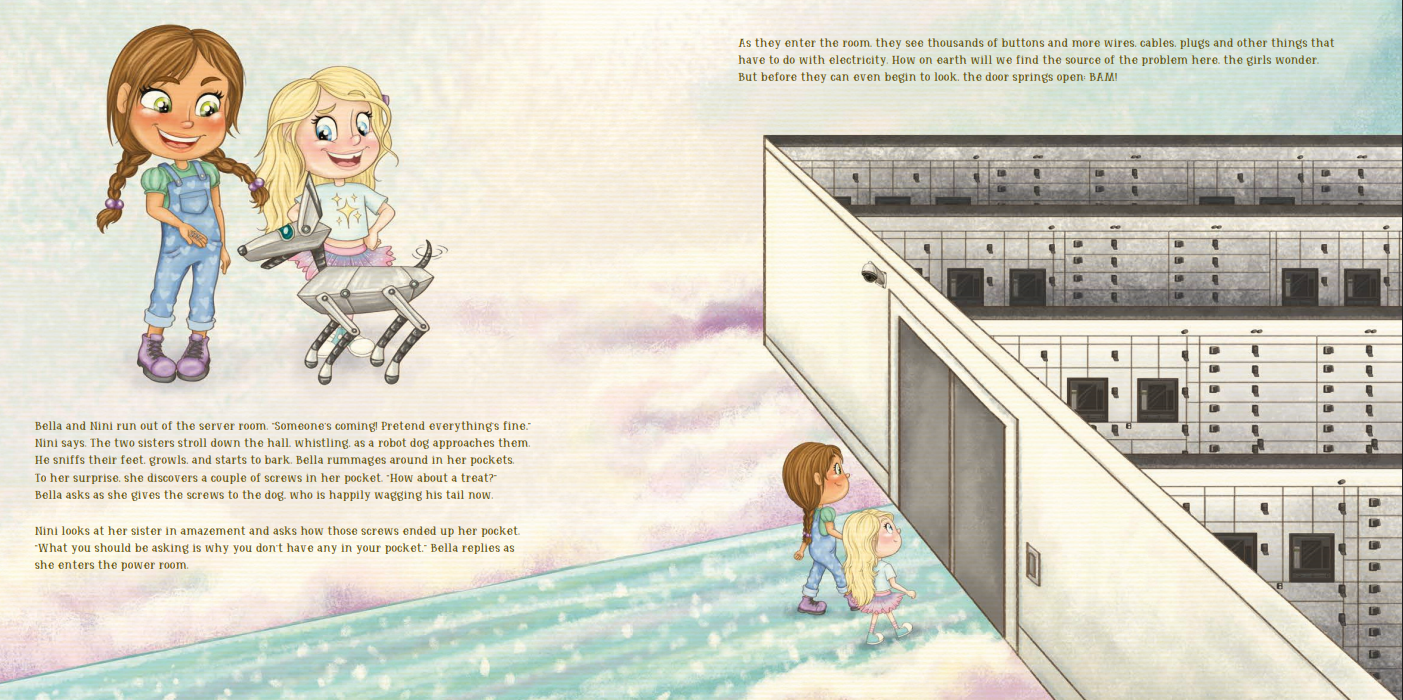 Bella and Nini run out of the server room. "Someone's coming! Pretend everything's fine."
Nini says. The two sisters stroll down the hall, whistling, as a robot dog approaches them.
He sniffs their feet, growls, and starts to bark. Bella rummages around in her pockets.
To her surprise, she discovers a couple of screws in her pocket. "How about a treat?"
Bella asks as she gives the screws to the dog, who is happily wagging his tail now.
Nini looks at her sister in amazement and asks how those screws ended up her pocket.
"What you should be asking is why you don't have any in your pocket." Bella replies as
she enters the power room.
As they enter the room, they see thousands of buttons and more wires, cables, plugs and other things that
have to do with electricity. How on earth will we find the source of the problem here, the girls wonder.
But before they can even begin to look, the door springs open: BAM!